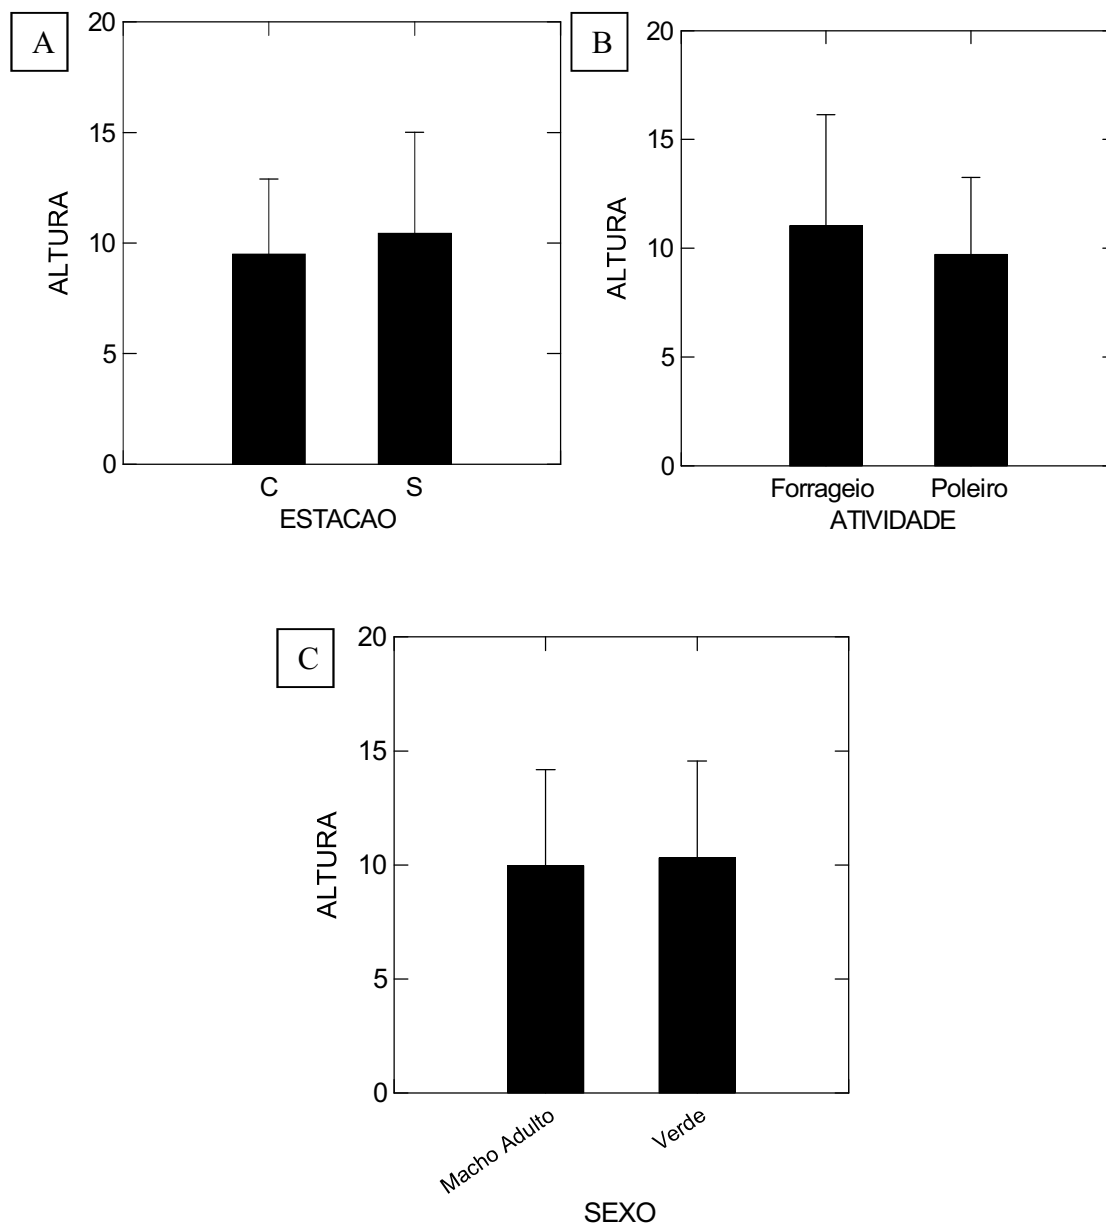 A
20
15
10
5
0
ALTURA
C S
ESTACAO
B
20
15
10
5
0
ALTURA
Forrageio Poleiro
ATIVIDADE
C
20
15
10
5
0
ALTURA
Macho Adulto Verde
SEXO